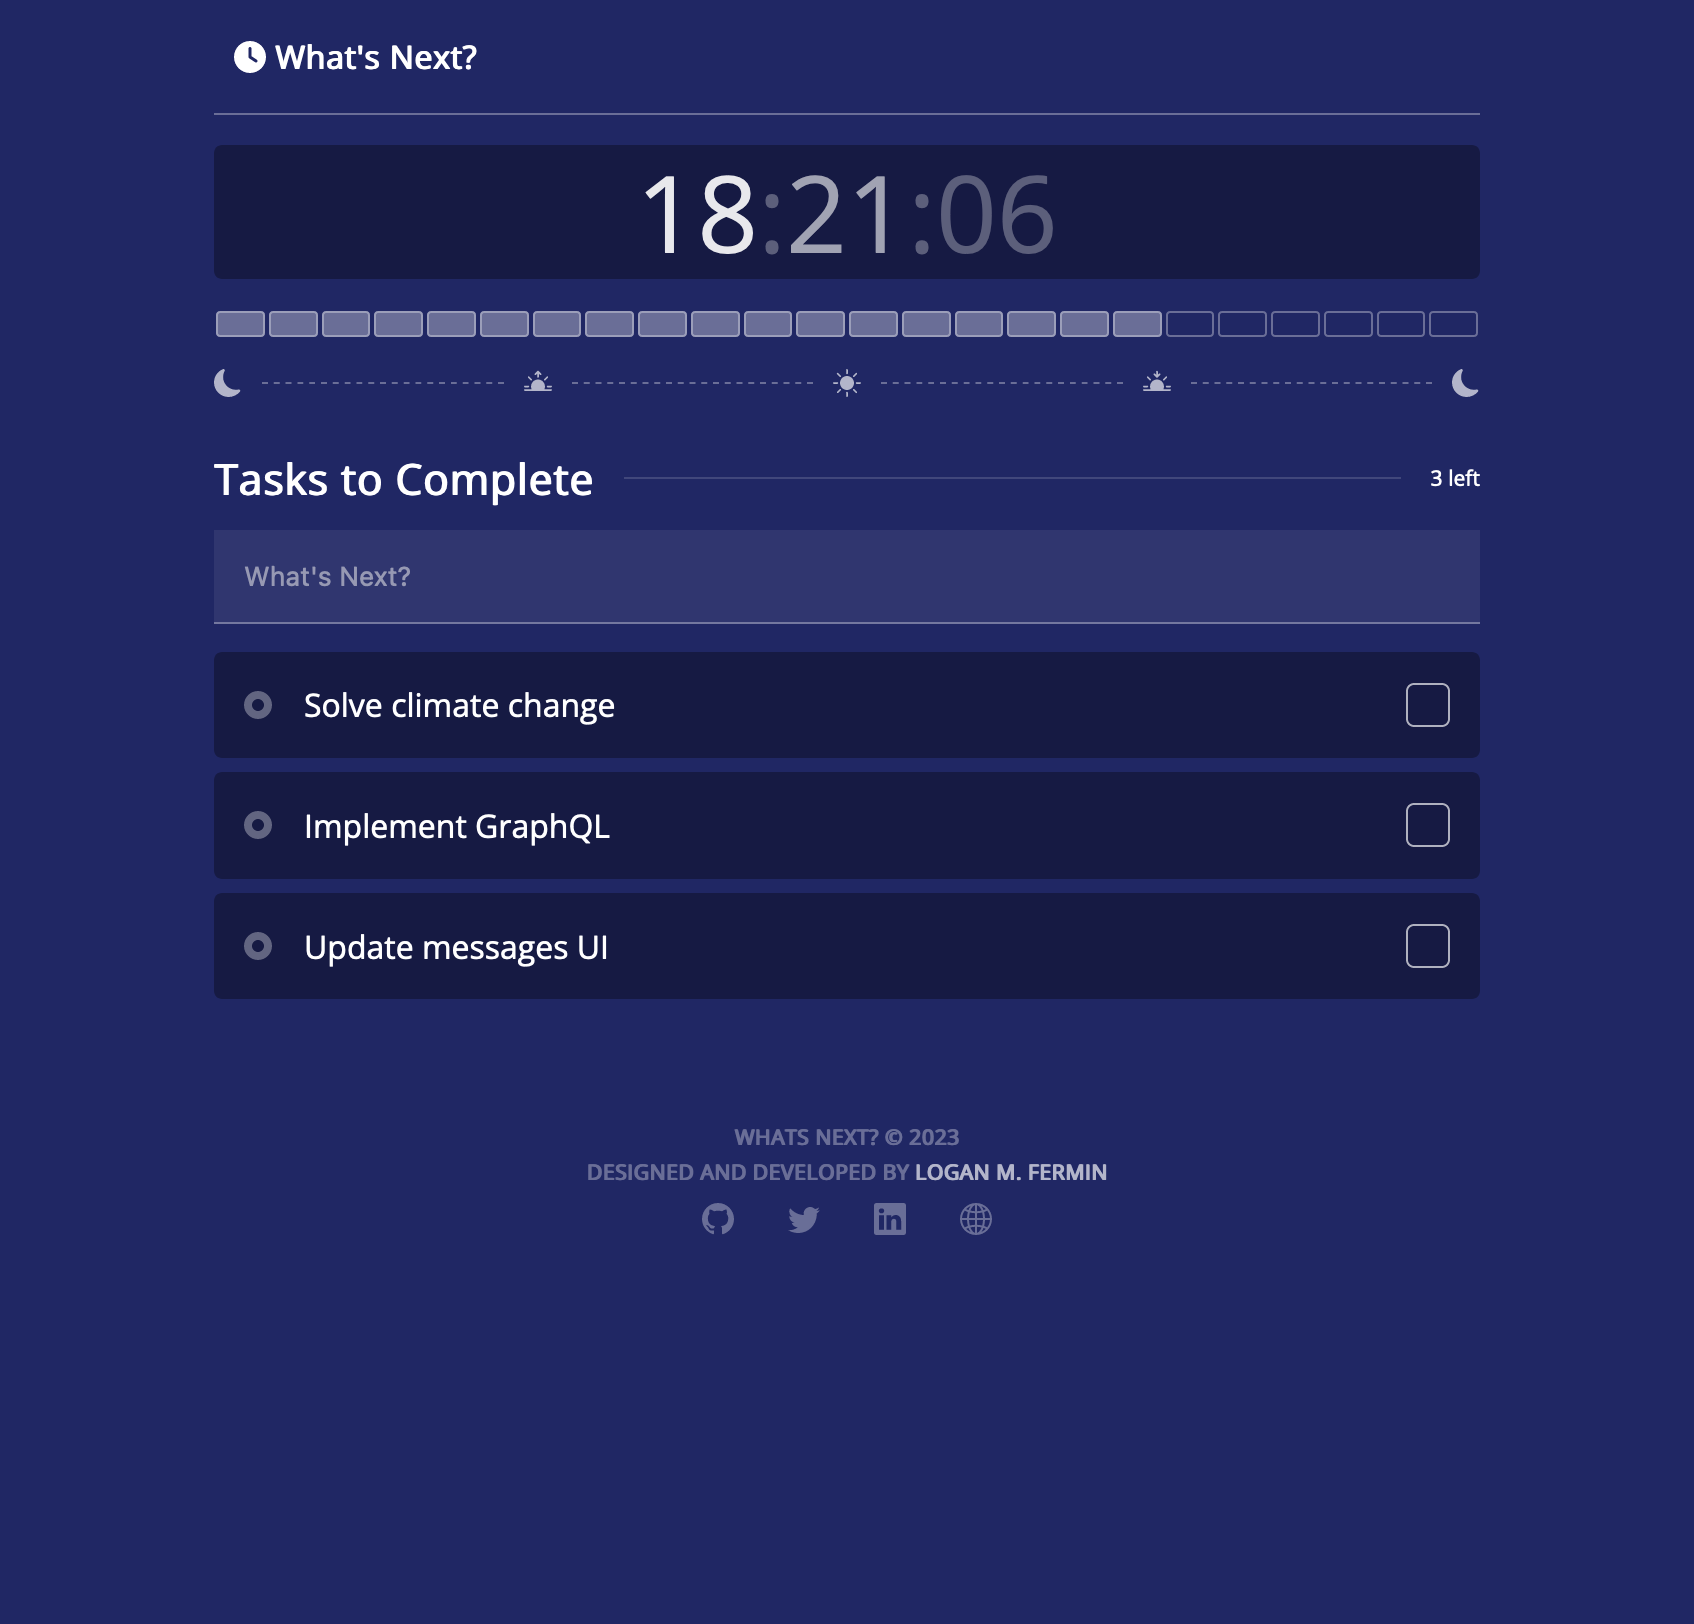 What's Next?
18:21:06
Tasks to Complete
3 left
What's Next?
Solve climate change
Implement GraphQL
Update messages UI
WHATS NEXT? © 2023
DESIGNED AND DEVELOPED BY LOGAN M. FERMIN
in